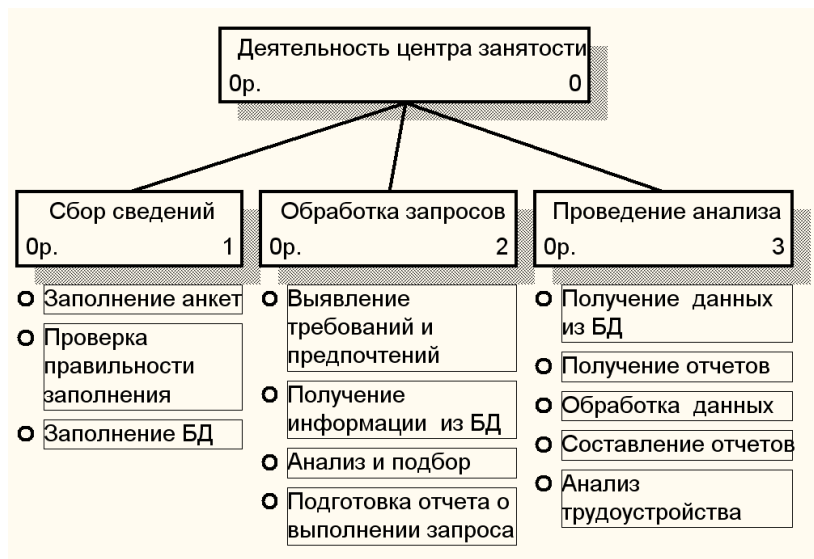 Деятельность центра занятости
0р. 0
Сбор сведений
0р. 1
Заполнение анкет
Проверка
правильности
заполнения
Заполнение БД
Обработка запросов
0р. 2
Выявление
требований и
предпочтений
Получение
информации из БД
Анализ и подбор
Подготовка отчета о
выполнении запроса
Проведение анализа
0р. 3
Получение данных
из БД
Получение отчетов
Обработка данных
Составление отчетов
Анализ
трудоустройства